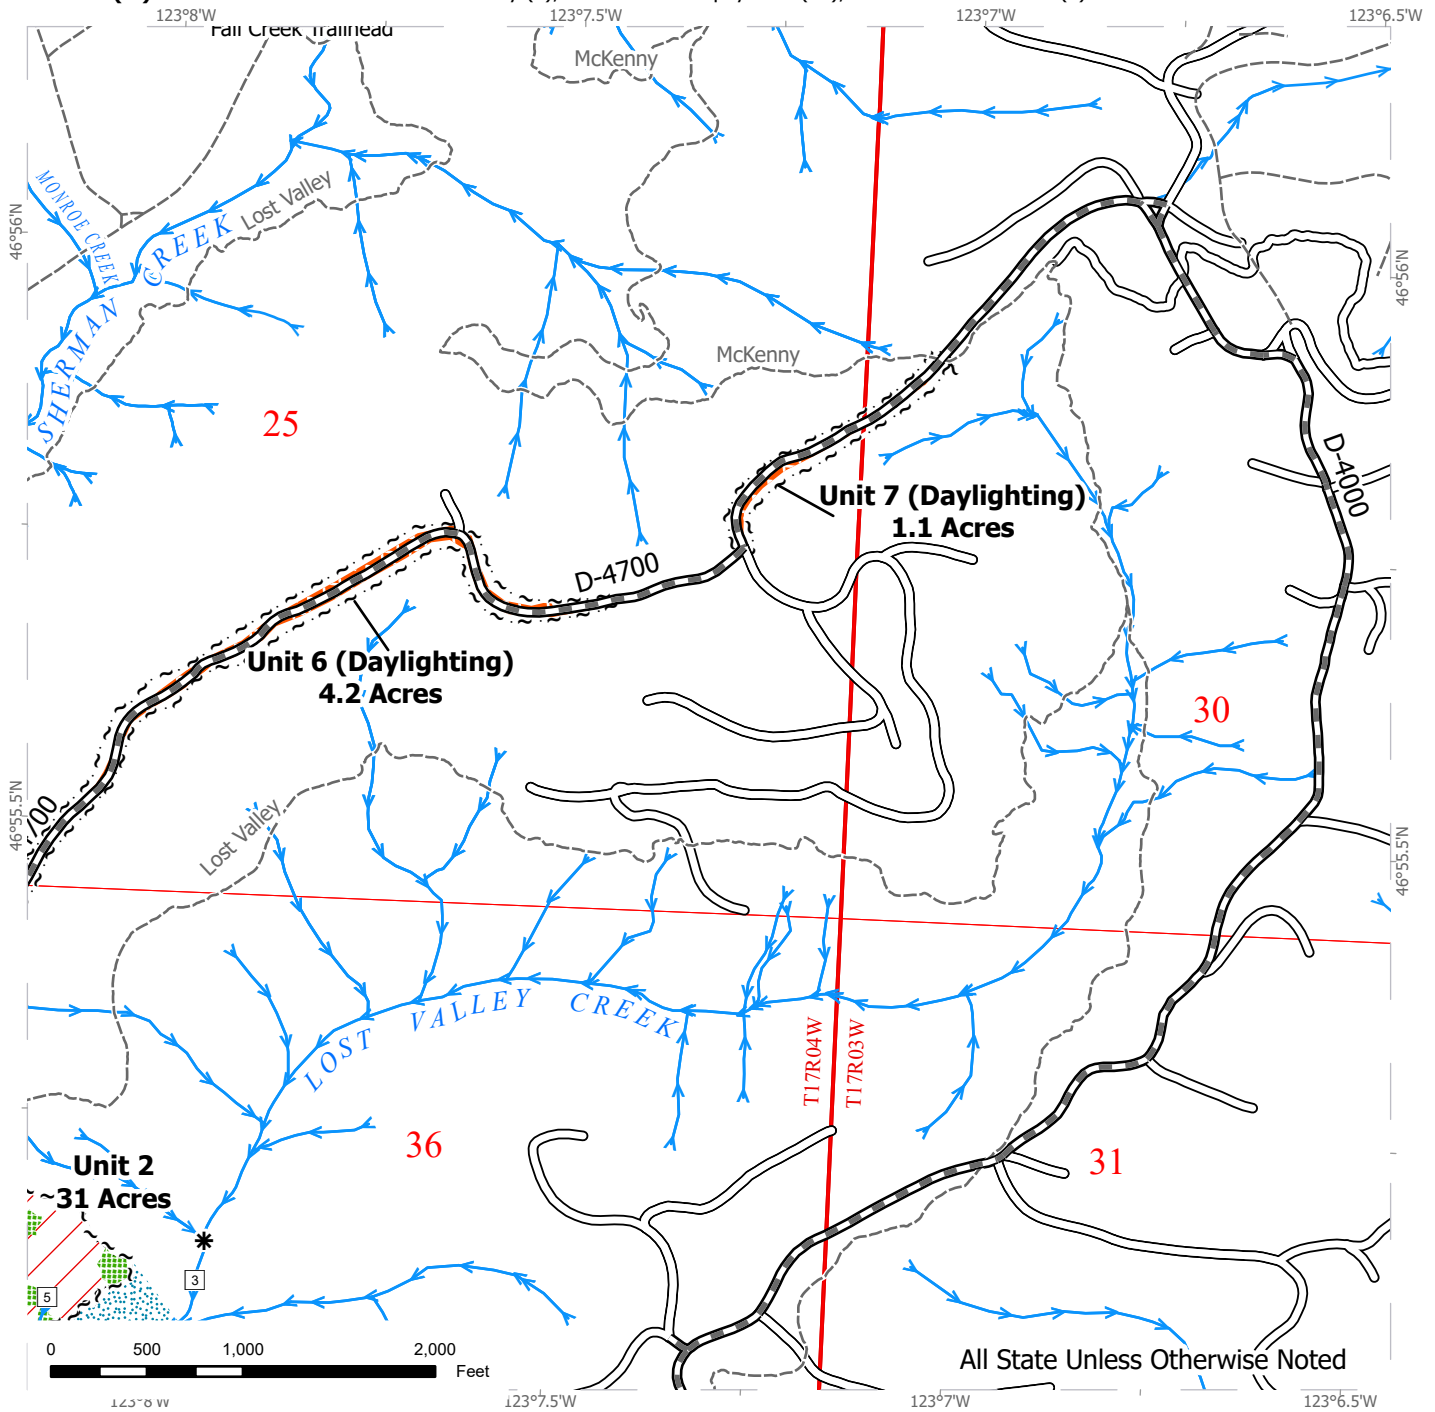 123°8'W
123°7.5'W
123°7'W
123°6.5'W
Fall Creek Trailhead
McKenny
MONROE CREEK
Lost Valley
SHERMAN CREEK
46°56'N
46°56'N
McKenny
25
D-4000
Unit 7 (Daylighting)
1.1 Acres
D-4700
Unit 6 (Daylighting)
4.2 Acres
30
46°55.5'N
46°55.5'N
700
Lost Valley
LOST VALLEY CREEK
T17R04W
T17R03W
36
31
Unit 2
31 Acres
3
5
0 500 1,000 2,000
Feet
All State Unless Otherwise Noted
123°8'W
123°7.5'W
123°7'W
123°6.5'W